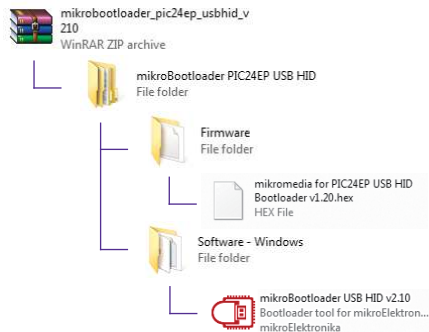 mikrobootloader_pic24ep_usbhid_v
210
WinRAR ZIP archive
mikroBootloader PIC24EP USB HID
File folder
Firmware
File folder
mikromedia for PIC24EP USB HID
Bootloader v1.20.hex
HEX File
Software - Windows
File folder
mikroBootloader USB HID v2.10
Bootloader tool for mikroElektron...
mikroElektronika